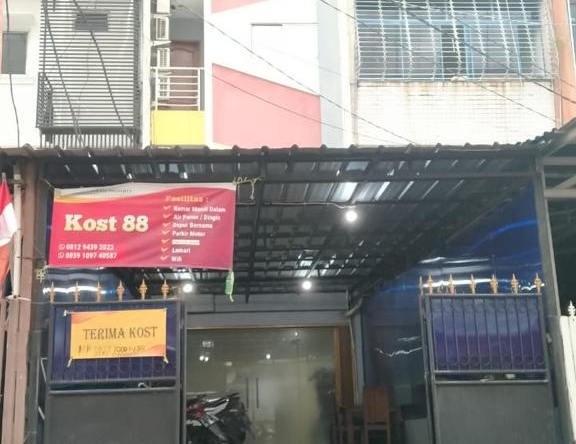 Kost 88
0812 9439 2023
0859 1097 40587
Fasilitas :
Kamar Mandi Dalam
Air Panas / Dingin
Dapur Bersama
Parkir Motor
Lemari
Wifi
TERIMA KOST